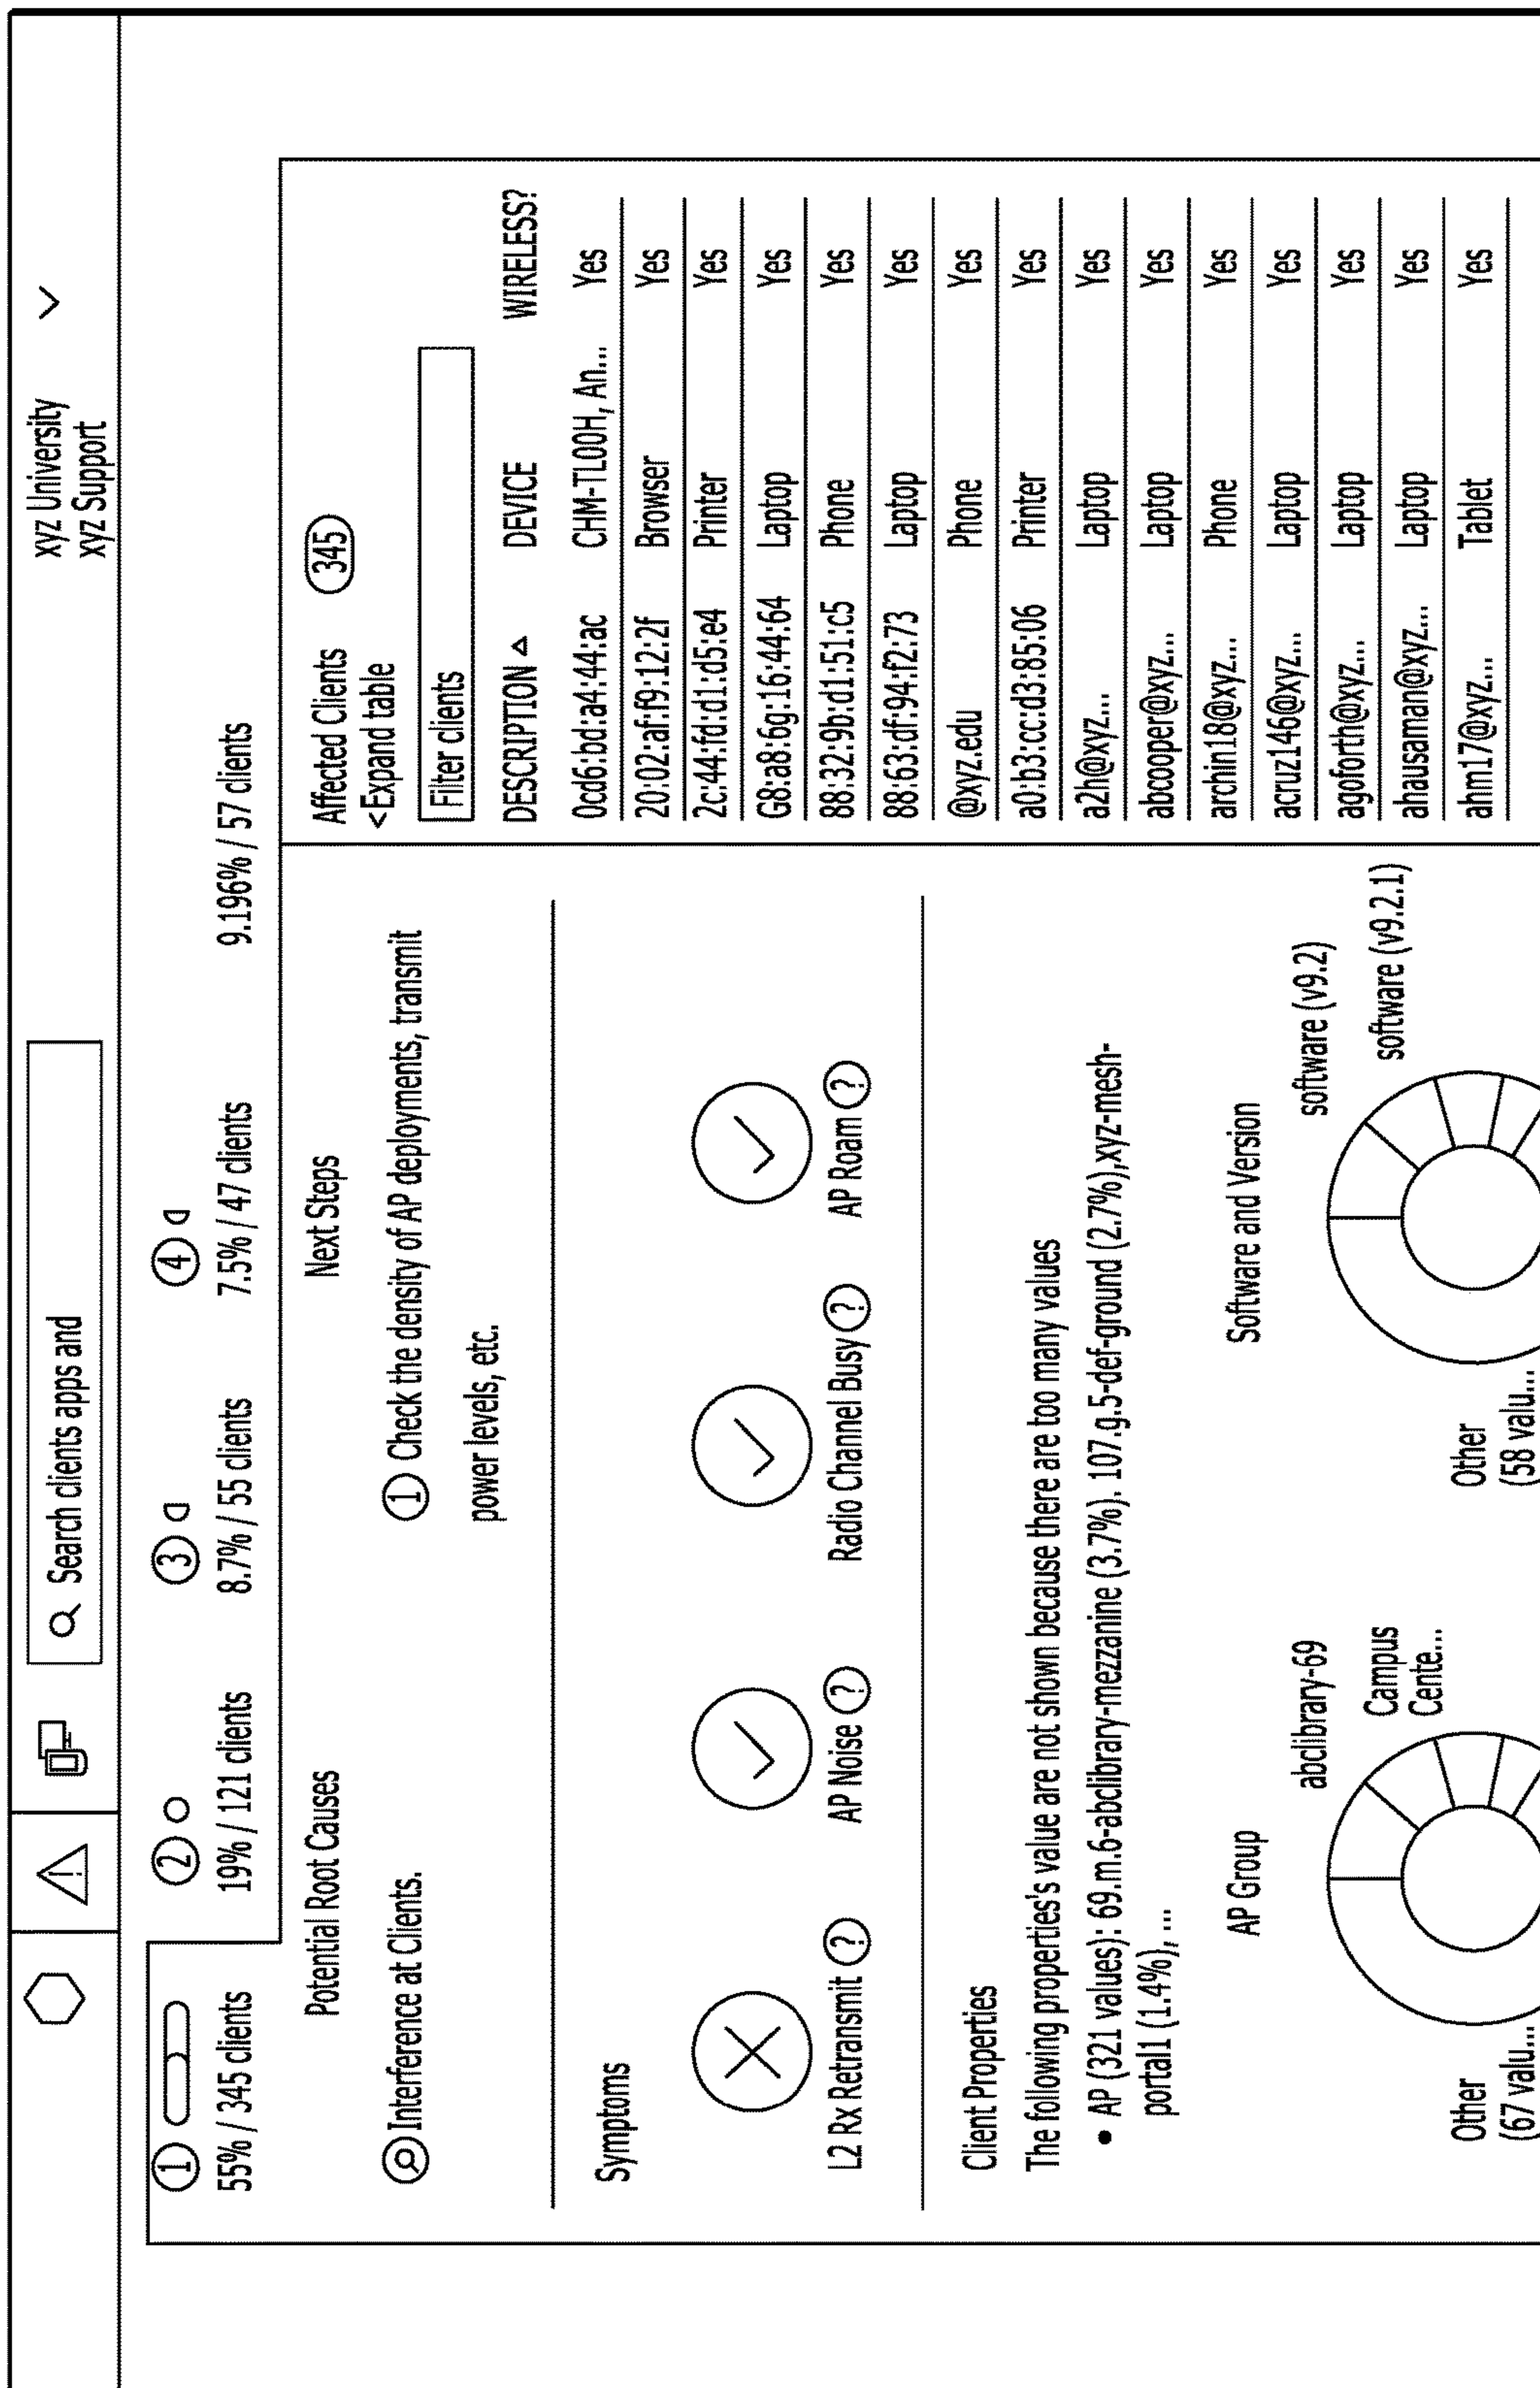 Search clients apps and
xyz University
xyz Support
1
2
3
4
55% / 345 clients
19% / 121 clients
8.7% / 55 clients
7.5% / 47 clients
9.196% / 57 clients
Potential Root Causes
Next Steps
Interference at Clients.
1 Check the density of AP deployments, transmit
power levels, etc.
Symptoms
L2 Rx Retransmit ?
AP Noise ?
Radio Channel Busy ?
AP Roam ?
Client Properties
The following properties's value are not shown because there are too many values
• AP (321 values): 69.m.6-abclibrary-mezzanine (3.7%). 107.g.5-def-ground (2.7%),xyz-mesh-
portal1 (1.4%), ...
AP Group
abclibrary-69
Campus
Cente...
Other
(67 valu...
Software and Version
software (v9.2)
software (v9.2.1)
Other
(58 valu...
Affected Clients 345
<Expand table
Filter clients
DESCRIPTION DEVICE WIRELESS?
0cd6:bd:a4:44:ac CHM-TL00H, An... Yes
20:02:af:f9:12:2f Browser Yes
2c:44:fd:d1:d5:e4 Printer Yes
G8:a8:6g:16:44:64 Laptop Yes
88:32:9b:d1:51:c5 Phone Yes
88:63:df:94:f2:73 Laptop Yes
@xyz.edu Phone Yes
a0:b3:cc:d3:85:06 Printer Yes
a2h@xyz... Laptop Yes
abcooper@xyz... Laptop Yes
archin18@xyz... Phone Yes
acruz146@xyz... Laptop Yes
agoforth@xyz... Laptop Yes
ahausaman@xyz... Laptop Yes
ahm17@xyz... Tablet Yes